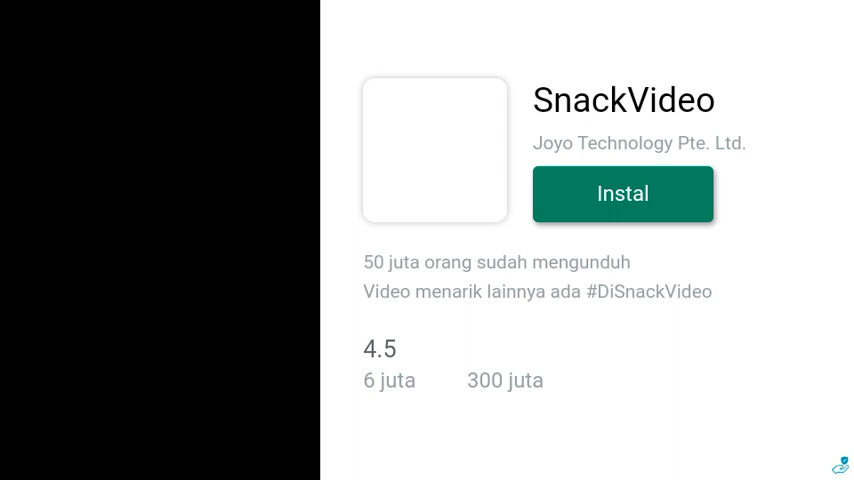 SnackVideo
Joyo Technology Pte. Ltd.
Instal
50 juta orang sudah mengunduh
Video menarik lainnya ada #DiSnackVideo
4.5
6 juta 300 juta